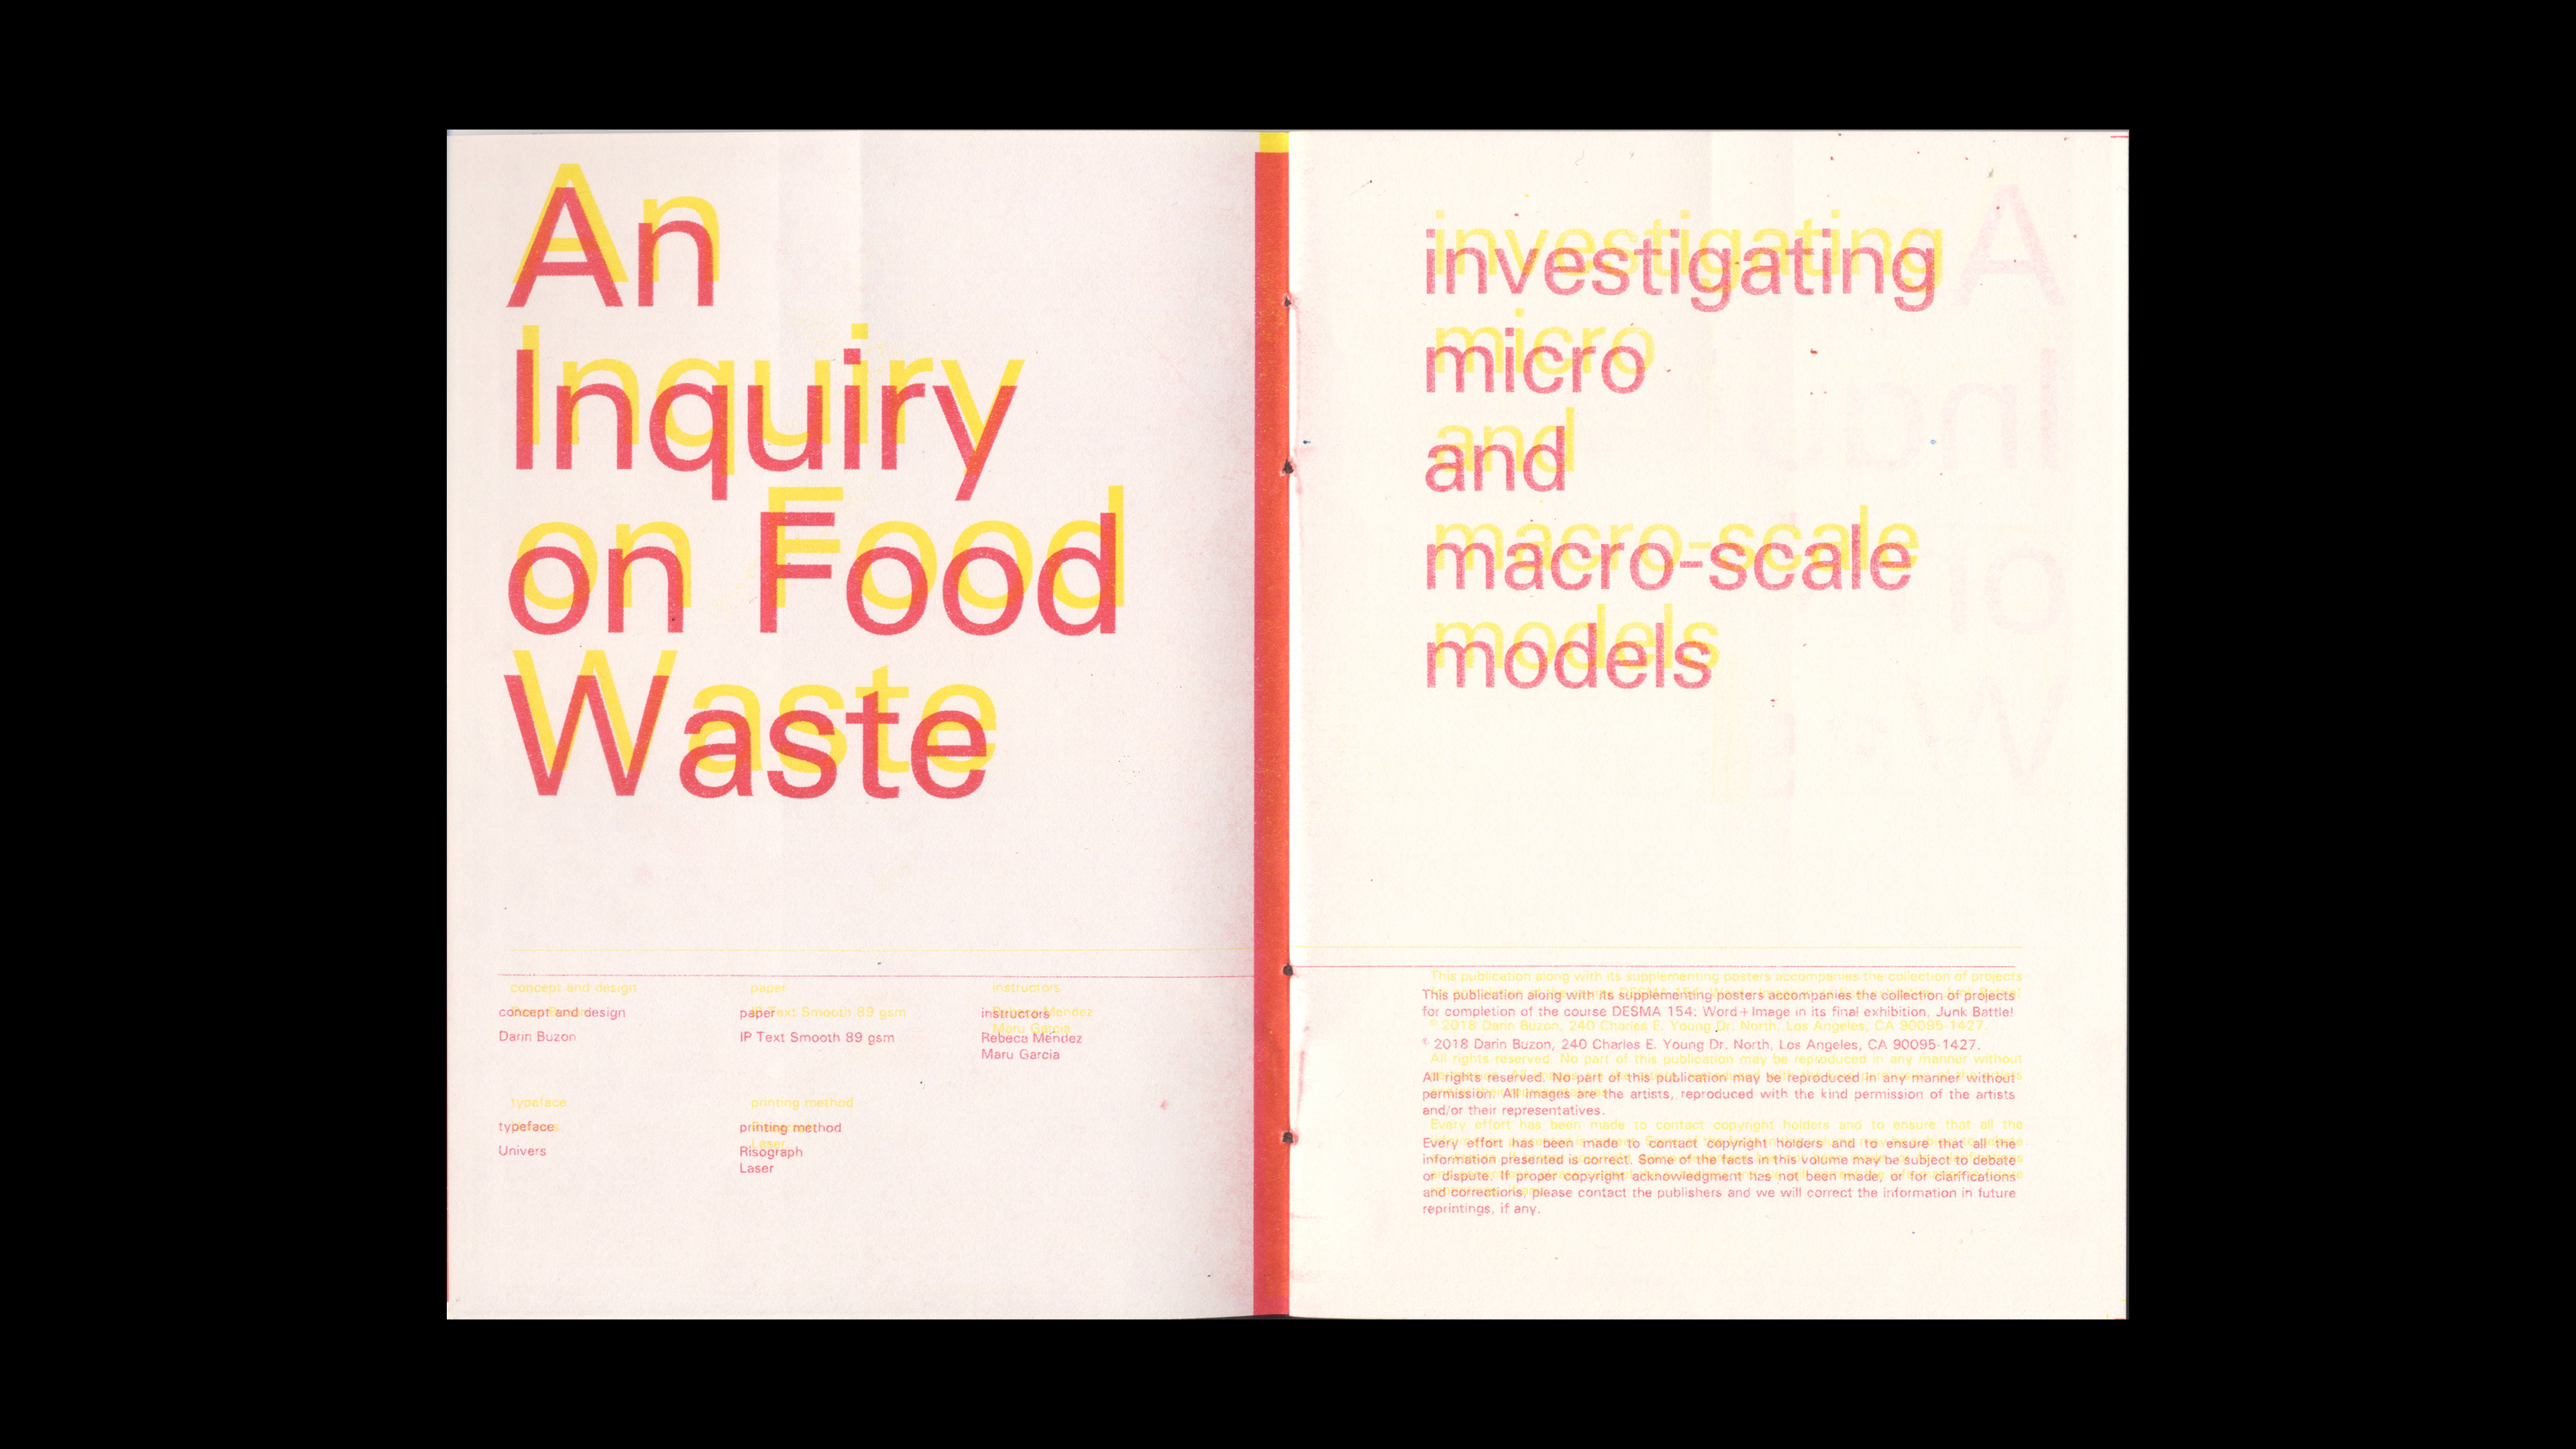 An
Inquiry
on Food
Waste
concept and design
Darin Buzon
paper
IP Text Smooth 89 gsm
instructors
Rebeca Mendez
Maru Garcia
typeface
Univers
printing method
Risograph
Laser
investigating
micro
and
macro-scale
models
This publication along with its supplementing posters accompanies the collection of projects
for completion of the course DESMA 154: Word+Image in its final exhibition, Junk Battle!
© 2018 Darin Buzon, 240 Charles E. Young Dr. North, Los Angeles, CA 90095-1427.
All rights reserved. No part of this publication may be reproduced in any manner without
permission. All images are the artists, reproduced with the kind permission of the artists
and/or their representatives.
Every effort has been made to contact copyright holders and to ensure that all the
information presented is correct. Some of the facts in this volume may be subject to debate
or dispute. If proper copyright acknowledgment has not been made, or for clarifications
and corrections, please contact the publishers and we will correct the information in future
reprintings, if any.